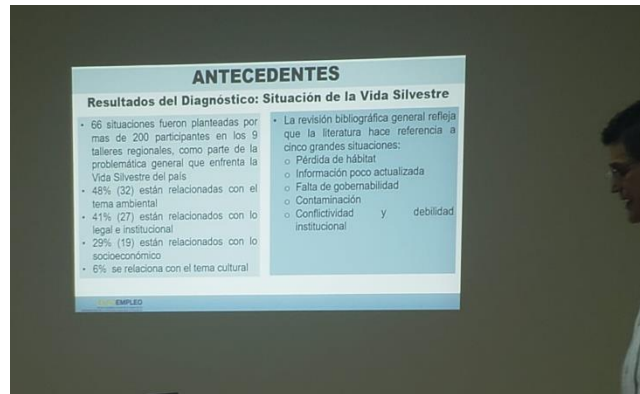 ANTECEDENTES
Resultados del Diagnóstico: Situación de la Vida Silvestre
• 66 situaciones fueron planteadas por
mas de 200 participantes en los 9
talleres regionales, como parte de la
problemática general que enfrenta la
Vida Silvestre del país
• 48% (32) están relacionadas con el
tema ambiental
• 41% (27) están relacionados con lo
legal e institucional
• 29% (19) están relacionados con lo
socioeconómico
• 6% se relaciona con el tema cultural
• La revisión bibliográfica general refleja
que la literatura hace referencia a
cinco grandes situaciones:
○ Pérdida de hábitat
○ Información poco actualizada
○ Falta de gobernabilidad
○ Contaminación
○ Conflictividad y debilidad
institucional
EMPLEO